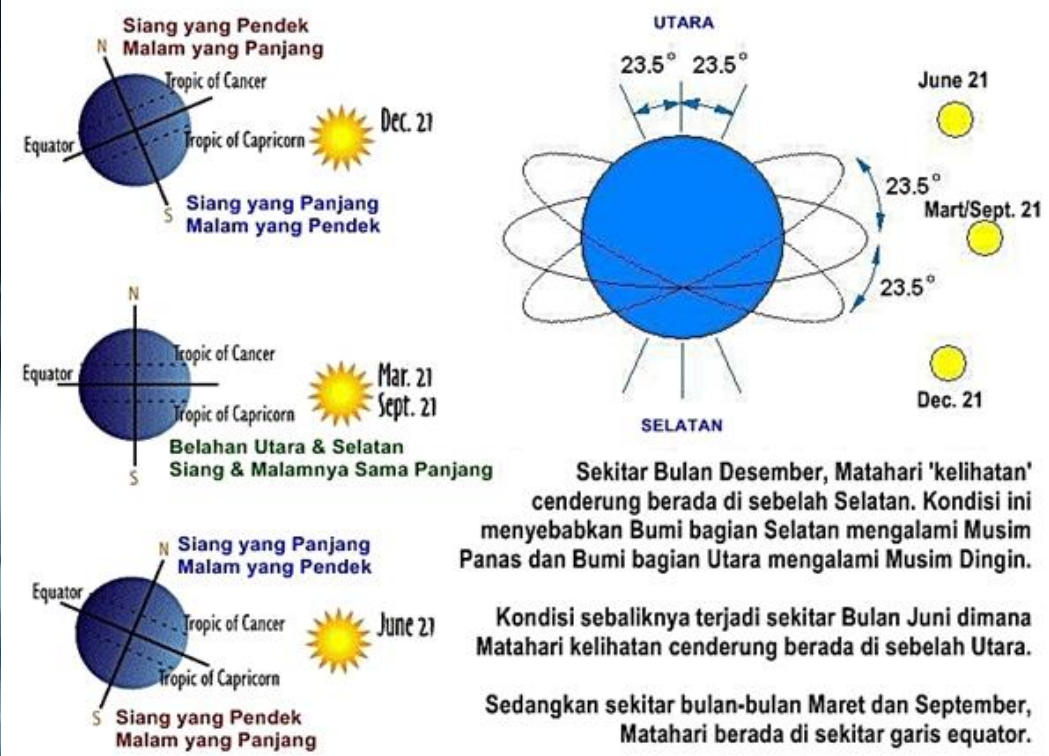 Siang yang Pendek
Malam yang Panjang
N
Tropic of Cancer
Equator
Tropic of Capricorn
Dec. 21
S
Siang yang Panjang
Malam yang Pendek
N
Tropic of Cancer
Equator
Tropic of Capricorn
Mar. 21
Sept. 21
S
Belahan Utara & Selatan
Siang & Malamnya Sama Panjang
N
Siang yang Panjang
Malam yang Pendek
Equator
Tropic of Cancer
Tropic of Capricorn
June 21
S
Siang yang Pendek
Malam yang Panjang
UTARA
23.5° 23.5°
June 21
23.5°
Mart/Sept. 21
23.5°
Dec. 21
SELATAN
Sekitar Bulan Desember, Matahari 'kelihatan'
cenderung berada di sebelah Selatan. Kondisi ini
menyebabkan Bumi bagian Selatan mengalami Musim
Panas dan Bumi bagian Utara mengalami Musim Dingin.
Kondisi sebaliknya terjadi sekitar Bulan Juni dimana
Matahari kelihatan cenderung berada di sebelah Utara.
Sedangkan sekitar bulan-bulan Maret dan September,
Matahari berada di sekitar garis equator.